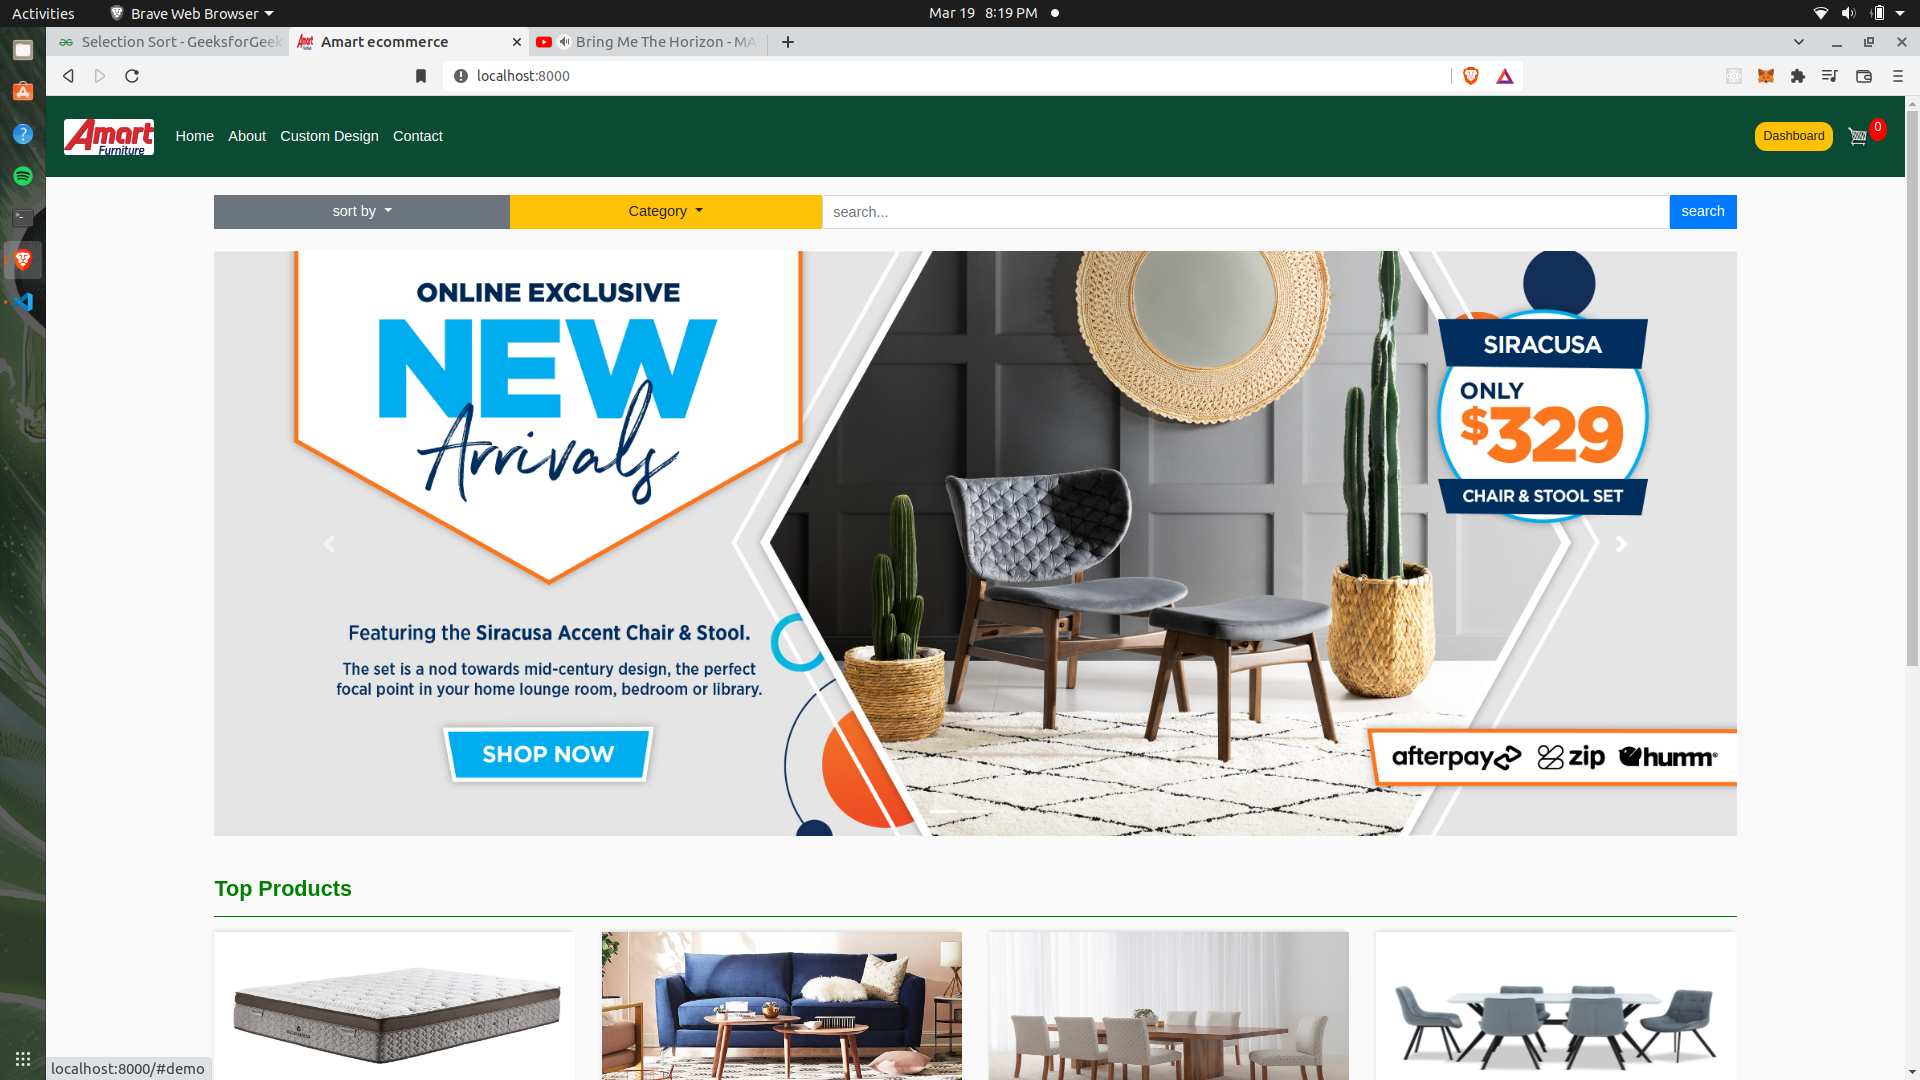 Activities
Brave Web Browser
Mar 19 8:19 PM
Selection Sort - GeeksforGeek
Amart ecommerce
Bring Me The Horizon - MA
localhost:8000
Amart
Furniture
Home
About
Custom Design
Contact
Dashboard
0
sort by
Category
search...
search
ONLINE EXCLUSIVE
NEW
Arrivals
SIRACUSA
ONLY
$329
CHAIR & STOOL SET
Featuring the Siracusa Accent Chair & Stool.
The set is a nod towards mid-century design, the perfect
focal point in your home lounge room, bedroom or library.
SHOP NOW
afterpay
zip
humm
Top Products
localhost:8000/#demo